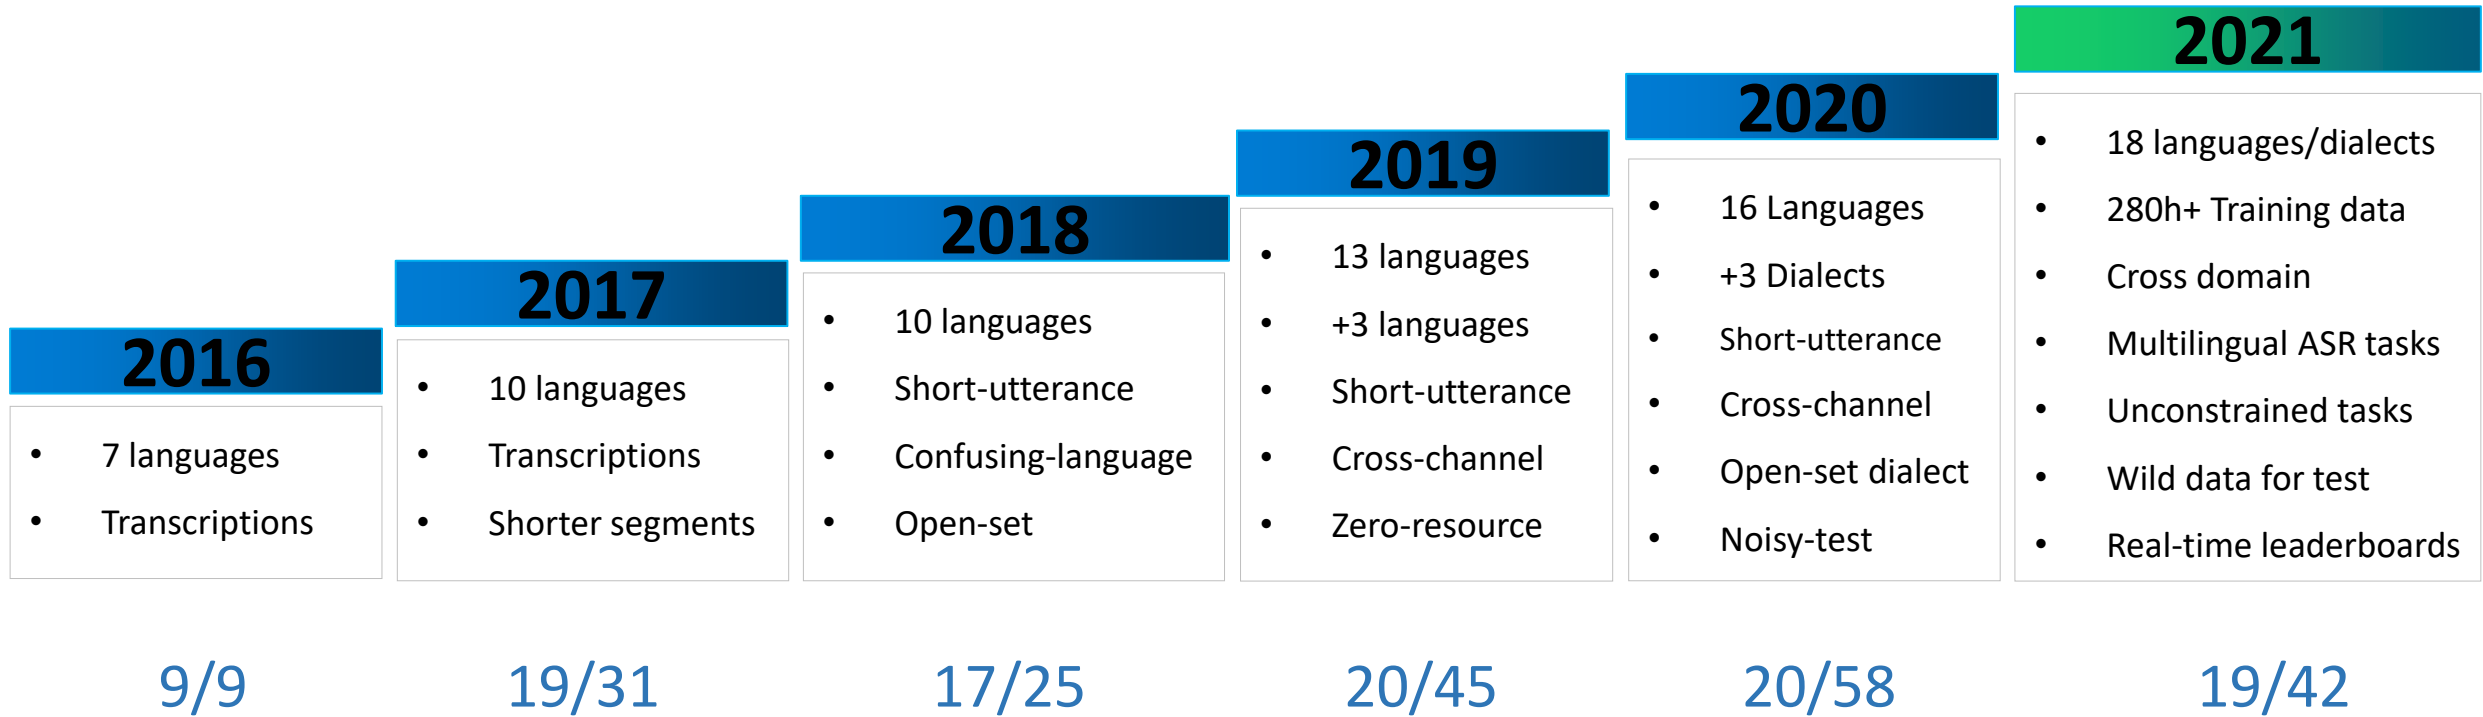 2016
• 7 languages
• Transcriptions
9/9
2017
• 10 languages
• Transcriptions
• Shorter segments
19/31
2018
• 10 languages
• Short-utterance
• Confusing-language
• Open-set
17/25
2019
• 13 languages
• +3 languages
• Short-utterance
• Cross-channel
• Zero-resource
20/45
2020
• 16 Languages
• +3 Dialects
• Short-utterance
• Cross-channel
• Open-set dialect
• Noisy-test
20/58
2021
• 18 languages/dialects
• 280h+ Training data
• Cross domain
• Multilingual ASR tasks
• Unconstrained tasks
• Wild data for test
• Real-time leaderboards
19/42